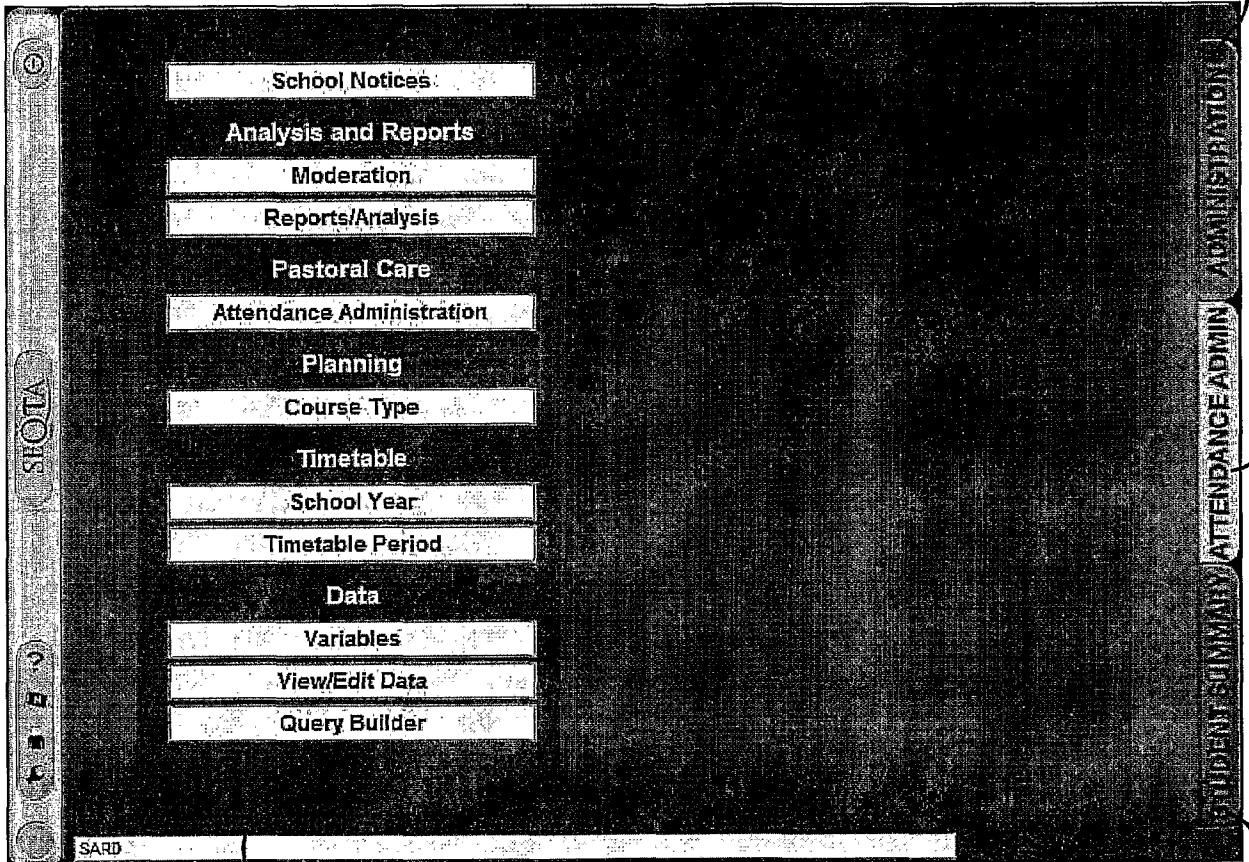 School Notices
Analysis and Reports
Moderation
Reports/Analysis
Pastoral Care
Attendance Administration
Planning
Course Type
Timetable
School Year
Timetable Period
Data
Variables
View/Edit Data
Query Builder
SARD
ADMINISTRATION
ATTENDANCE ADMIN
STUDENT SUMMARY